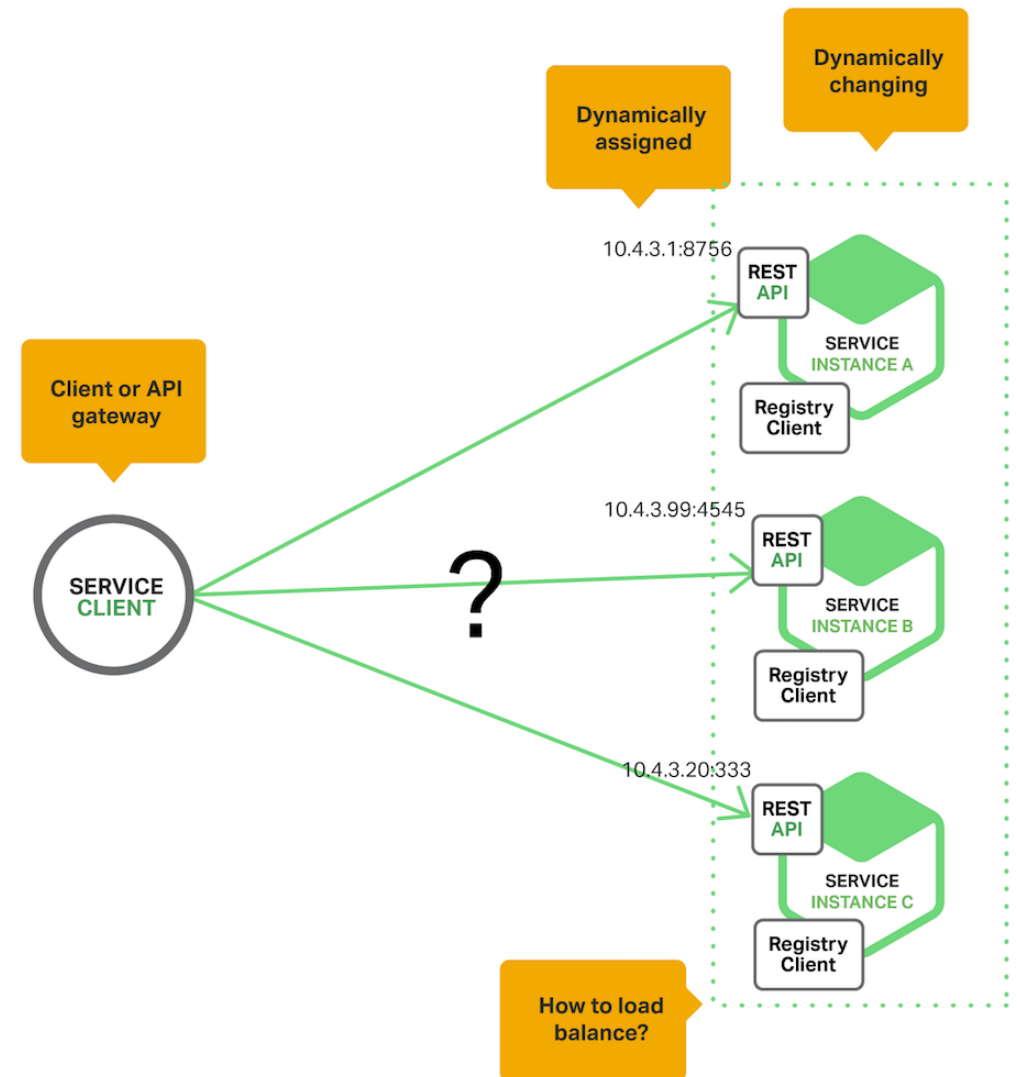 Dynamically
changing
Dynamically
assigned
10.4.3.1:8756
REST
API
SERVICE
INSTANCE A
Registry
Client
Client or API
gateway
SERVICE
CLIENT
?
10.4.3.99:4545
REST
API
SERVICE
INSTANCE B
Registry
Client
10.4.3.20:333
REST
API
SERVICE
INSTANCE C
Registry
Client
How to load
balance?